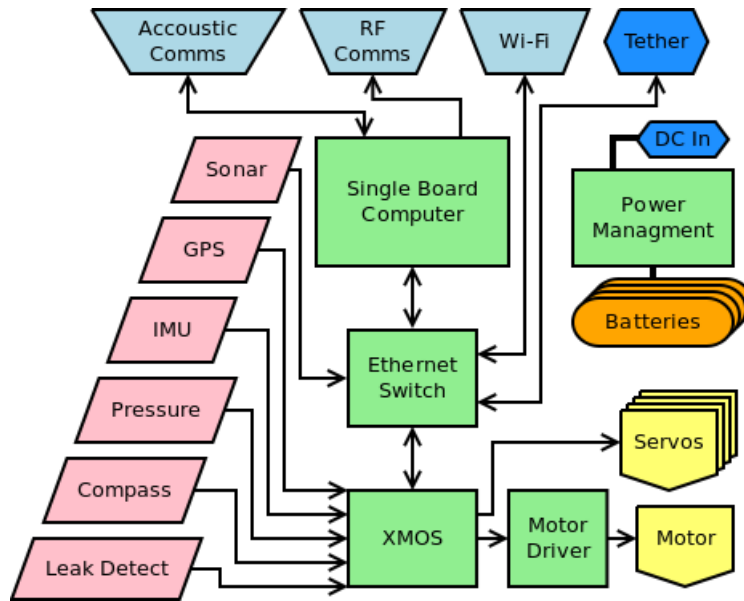 Accoustic
Comms
RF
Comms
Wi-Fi
Tether
DC In
Sonar
Single Board
Computer
Power
Managment
GPS
IMU
Batteries
Ethernet
Switch
Pressure
Servos
Compass
XMOS
Motor
Driver
Motor
Leak Detect